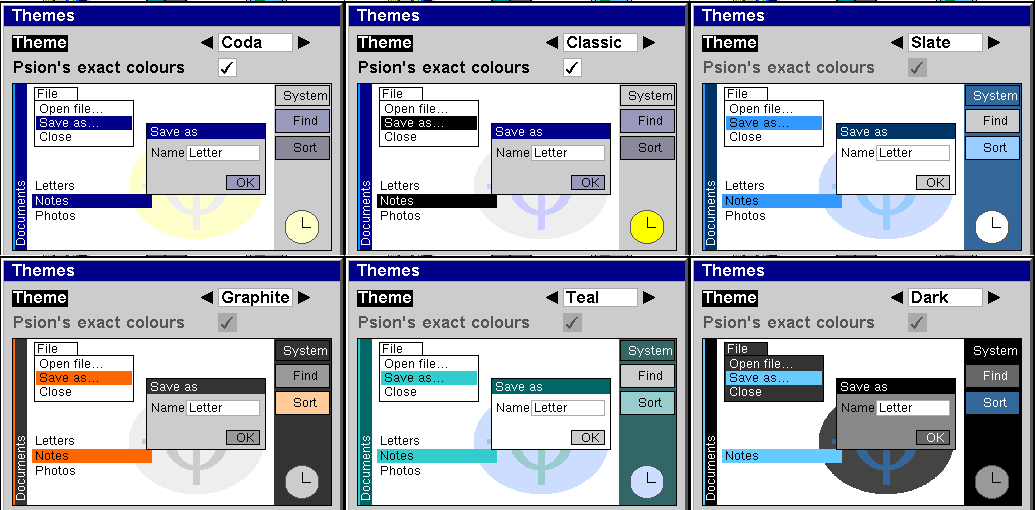 Themes
Theme
Coda
Psion's exact colours
File
Open file...
Save as...
Close
Save as
Name Letter
OK
Letters
Notes
Photos
Documents
System
Find
Sort
Themes
Theme
Classic
Psion's exact colours
File
Open file...
Save as...
Close
Save as
Name Letter
OK
Letters
Notes
Photos
Documents
System
Find
Sort
Themes
Theme
Slate
Psion's exact colours
File
Open file...
Save as...
Close
Save as
Name Letter
OK
Letters
Notes
Photos
Documents
System
Find
Sort
Themes
Theme
Graphite
Psion's exact colours
File
Open file...
Save as...
Close
Save as
Name Letter
OK
Letters
Notes
Photos
Documents
System
Find
Sort
Themes
Theme
Teal
Psion's exact colours
File
Open file...
Save as...
Close
Save as
Name Letter
OK
Letters
Notes
Photos
Documents
System
Find
Sort
Themes
Theme
Dark
Psion's exact colours
File
Open file...
Save as...
Close
Save as
Name Letter
OK
Notes
Documents
System
Find
Sort